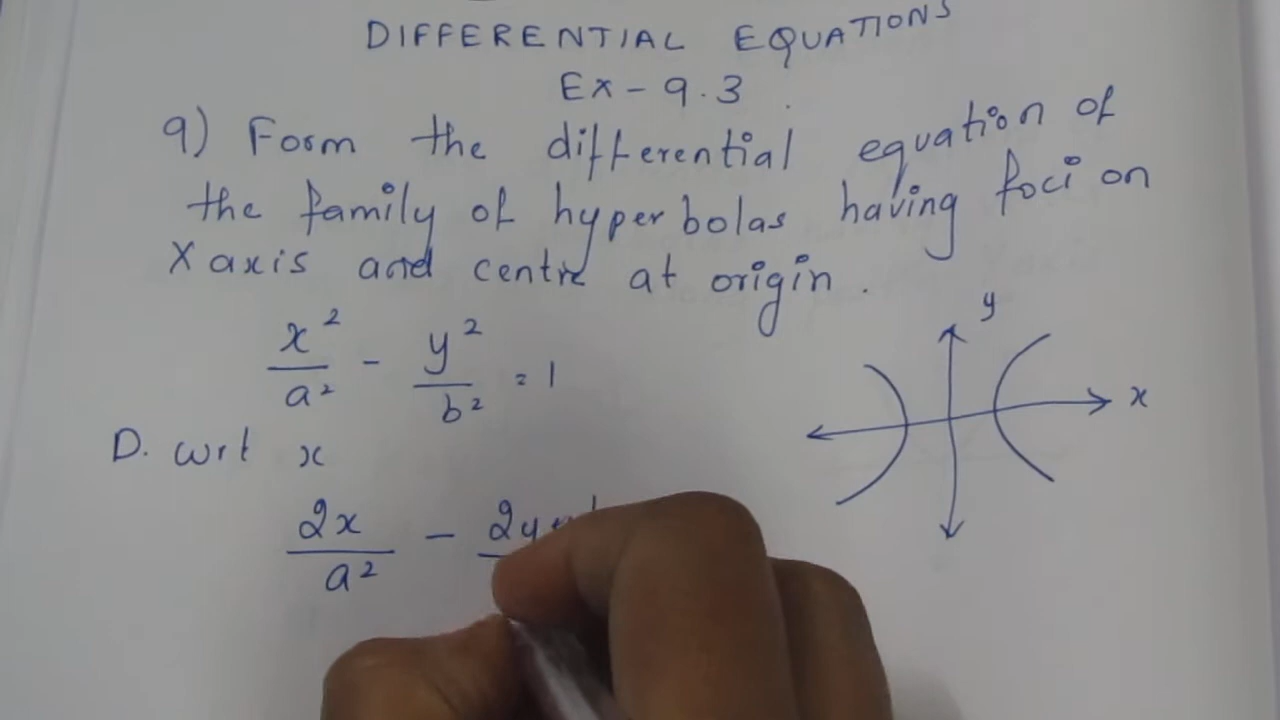 DIFFERENTIAL EQUATIONS
Ex - 9.3
9) Form the differential equation of
the family of hyperbolas having foci on
X axis and centre at origin.
x²/a² - y²/b² = 1
y
x
D. wrt x
2x/a² - 2y